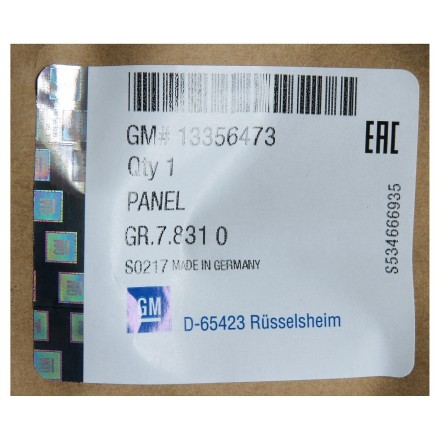 GM# 13356473
Qty 1
PANEL
GR.7.831 0
S0217 MADE IN GERMANY
GM
D-65423 Rüsselsheim
EAC
S534666935